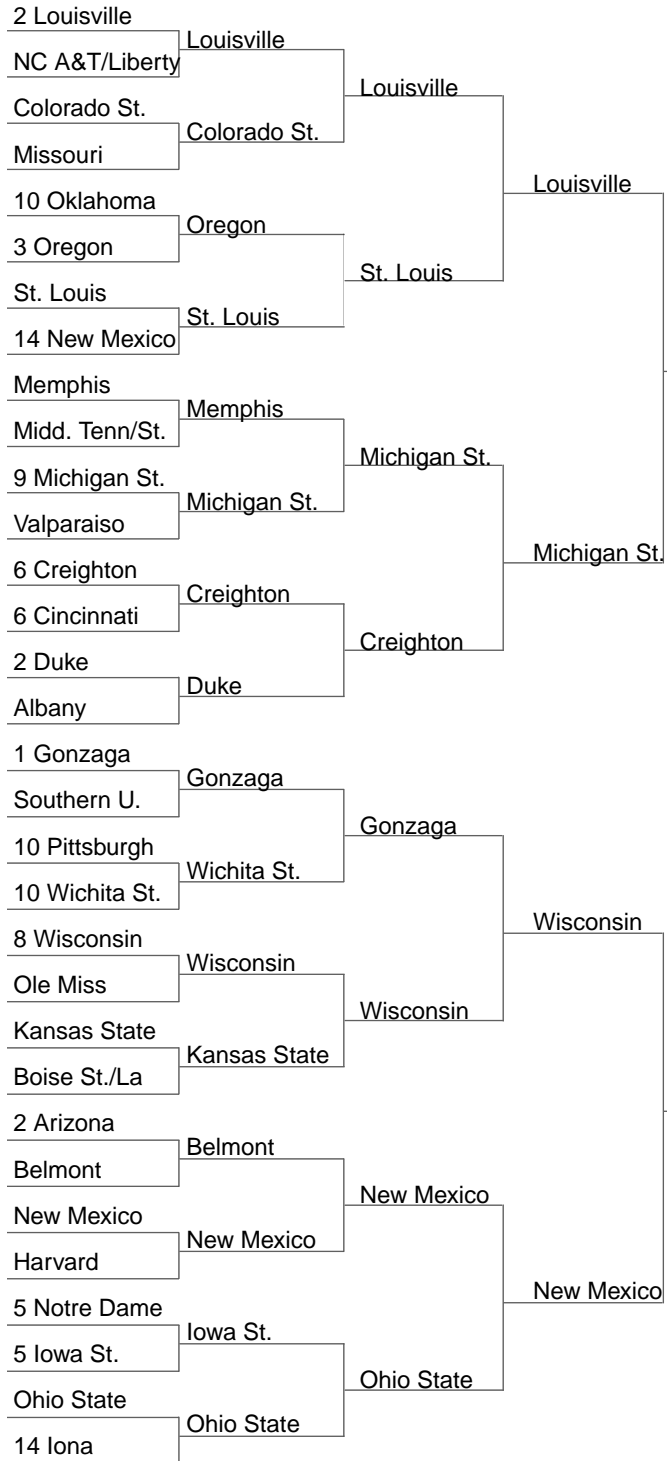 2 Louisville
NC A&T/Liberty
Colorado St.
Missouri
10 Oklahoma
3 Oregon
St. Louis
14 New Mexico
Memphis
Midd. Tenn/St.
9 Michigan St.
Valparaiso
6 Creighton
6 Cincinnati
2 Duke
Albany
1 Gonzaga
Southern U.
10 Pittsburgh
10 Wichita St.
8 Wisconsin
Ole Miss
Kansas State
Boise St./La
2 Arizona
Belmont
New Mexico
Harvard
5 Notre Dame
5 Iowa St.
Ohio State
14 Iona
Louisville
Colorado St.
Oregon
St. Louis
Memphis
Michigan St.
Creighton
Duke
Gonzaga
Wichita St.
Wisconsin
Kansas State
Belmont
New Mexico
Iowa St.
Ohio State
Louisville
St. Louis
Michigan St.
Creighton
Gonzaga
Wisconsin
New Mexico
Ohio State
Louisville
Michigan St.
Wisconsin
New Mexico